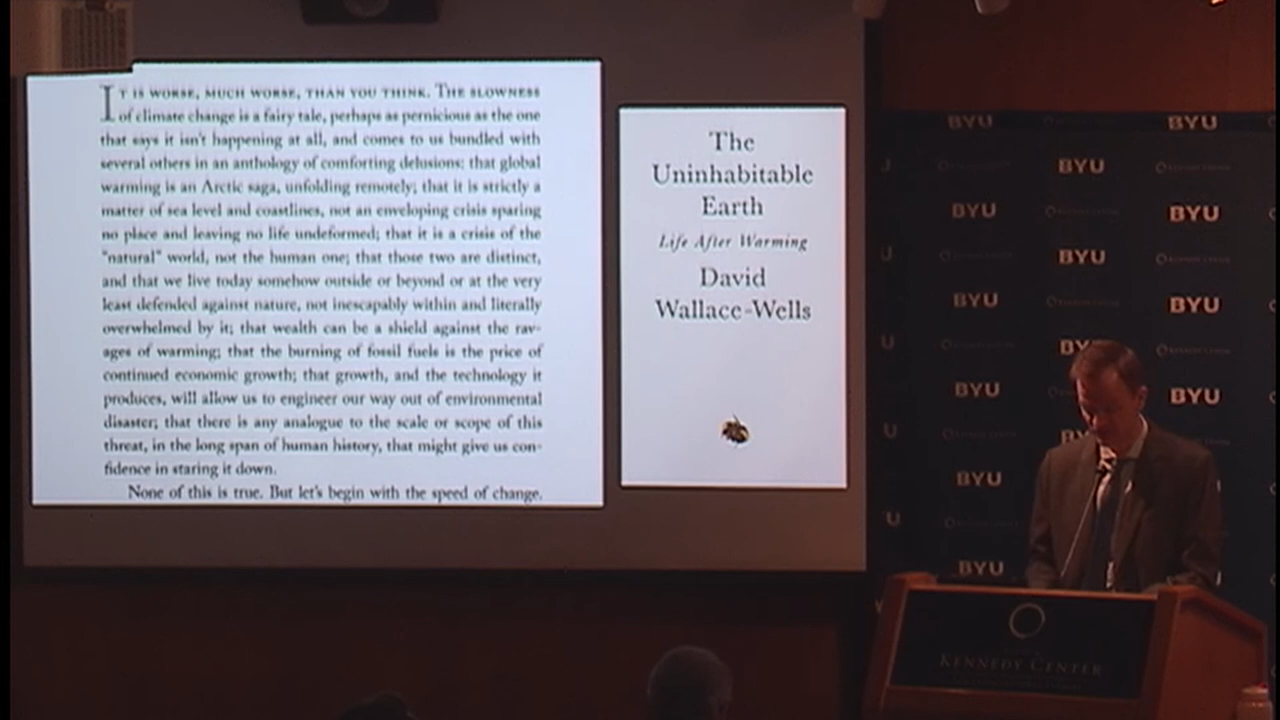 IT IS WORSE, MUCH WORSE, THAN YOU THINK. THE SLOWNESS
of climate change is a fairy tale, perhaps as pernicious as the one
that says it isn't happening at all, and comes to us bundled with
several others in an anthology of comforting delusions: that global
warming is an Arctic saga, unfolding remotely; that it is strictly a
matter of sea level and coastlines, not an enveloping crisis sparing
no place and leaving no life undeformed; that it is a crisis of the
"natural" world, not the human one; that those two are distinct,
and that we live today somehow outside or beyond or at the very
least defended against nature, not inescapably within and literally
overwhelmed by it; that wealth can be a shield against the rav-
ages of warming; that the burning of fossil fuels is the price of
continued economic growth; that growth, and the technology it
produces, will allow us to engineer our way out of environmental
disaster; that there is any analogue to the scale or scope of this
threat, in the long span of human history, that might give us con-
fidence in staring it down.
None of this is true. But let's begin with the speed of change.
The
Uninhabitable
Earth
Life After Warming
David
Wallace-Wells
BYU
BYU
BYU
BYU
BYU
BYU
BYU
BYU
BYU
BYU
BYU
BYU
BYU
BYU
KENNEDY CENTER